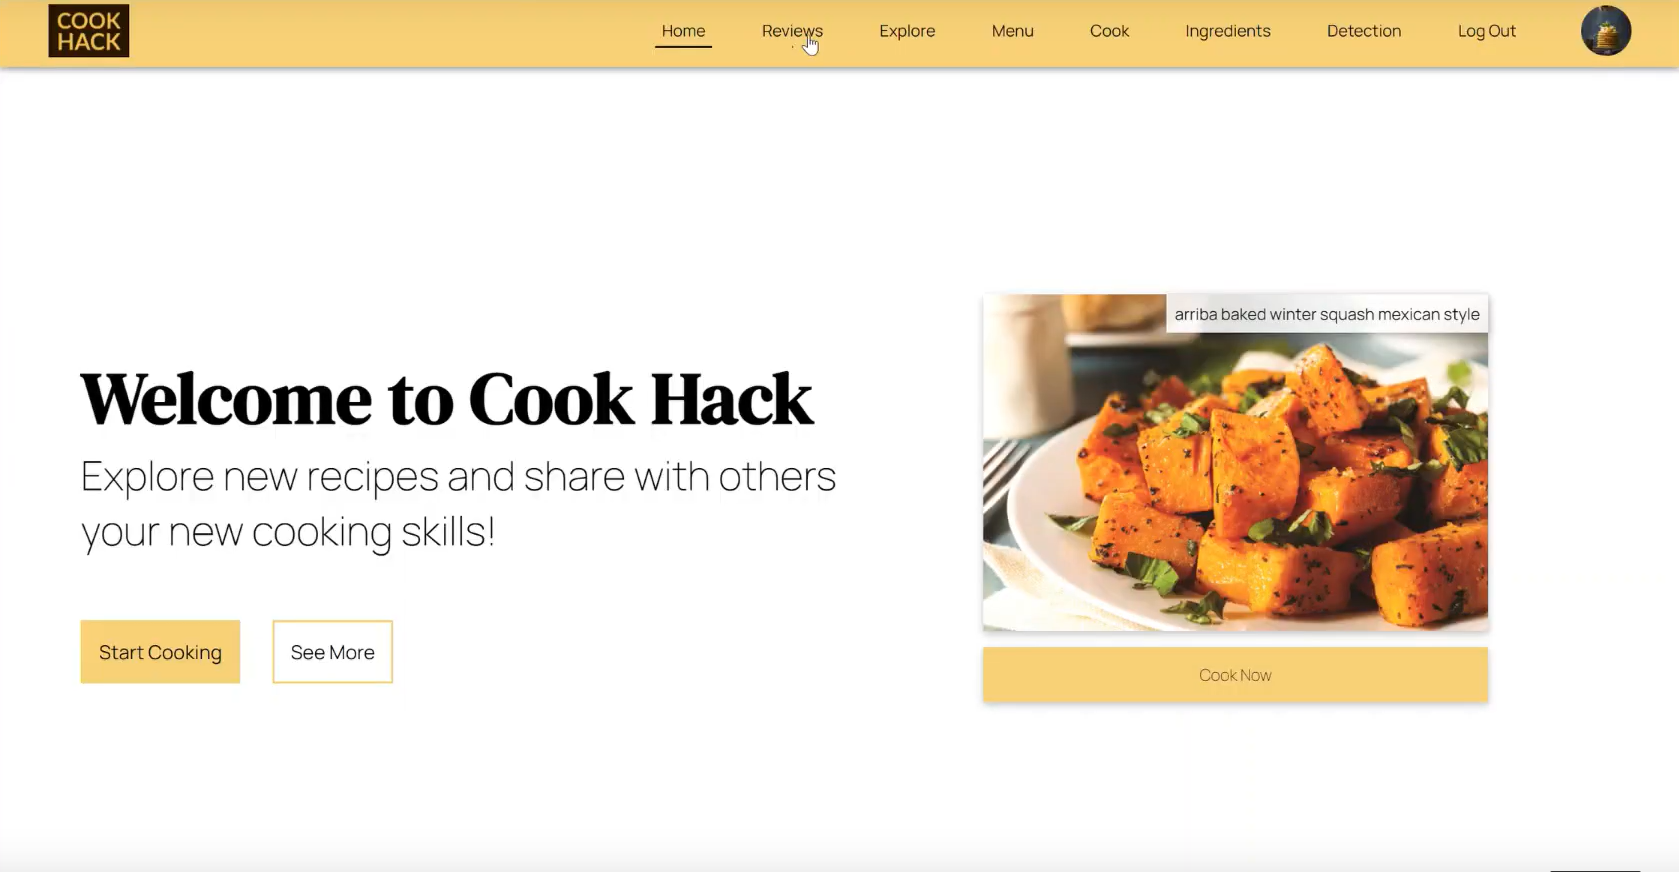 COOK
HACK
Home Reviews Explore Menu Cook Ingredients Detection Log Out
arriba baked winter squash mexican style
Welcome to Cook Hack
Explore new recipes and share with others
your new cooking skills!
Start Cooking See More
Cook Now